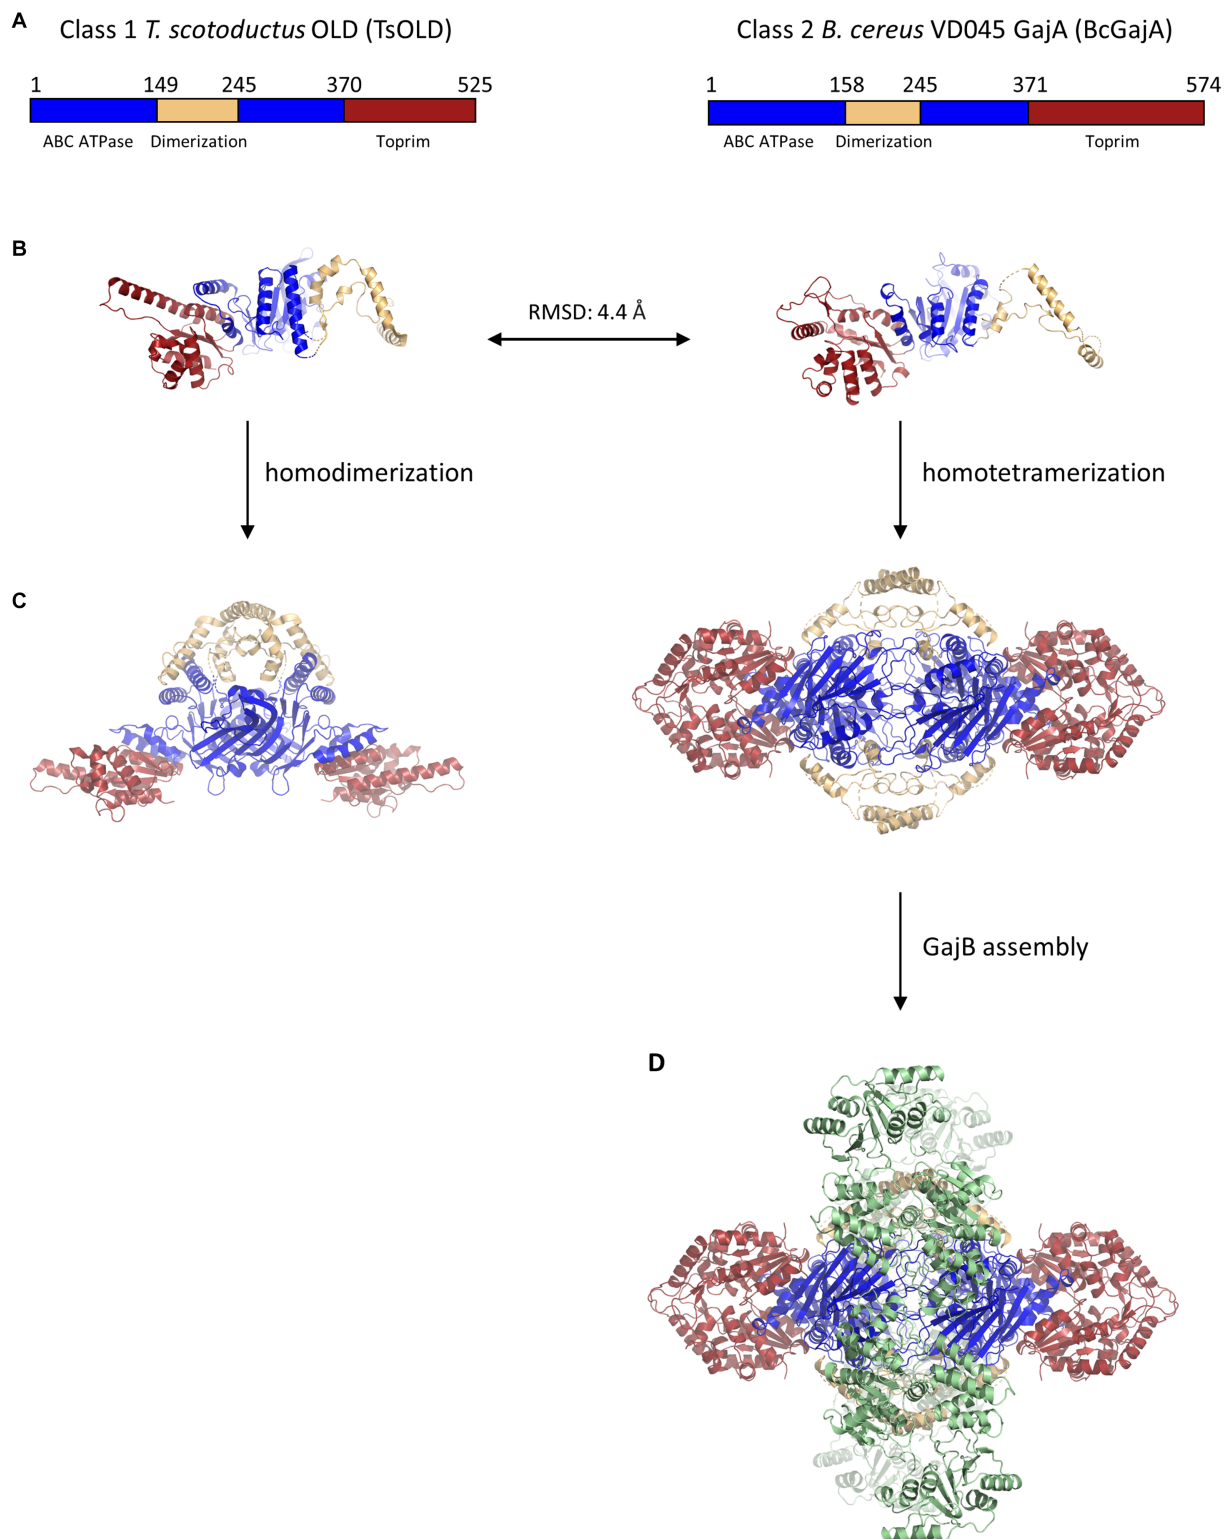 A
Class 1 T. scotoductus OLD (TsOLD)
Class 2 B. cereus VD045 GajA (BcGajA)
1 149 245 370 525
1 158 245 371 574
ABC ATPase Dimerization Toprim
ABC ATPase Dimerization Toprim
B
RMSD: 4.4 Å
homodimerization
homotetramerization
C
GajB assembly
D